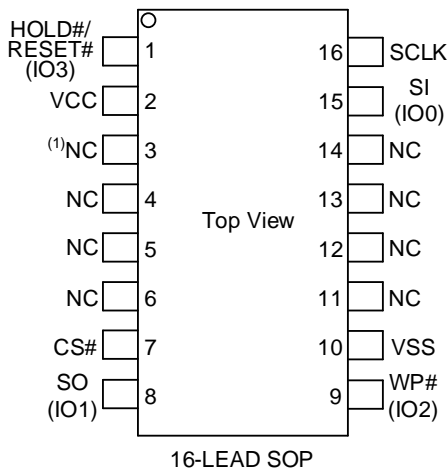 HOLD#/
RESET#
(IO3)
1
16
SCLK
VCC
2
15
SI
(IO0)
(1)NC
3
14
NC
NC
4
13
NC
Top View
NC
5
12
NC
NC
6
11
NC
CS#
7
10
VSS
SO
(IO1)
8
9
WP#
(IO2)
16-LEAD SOP